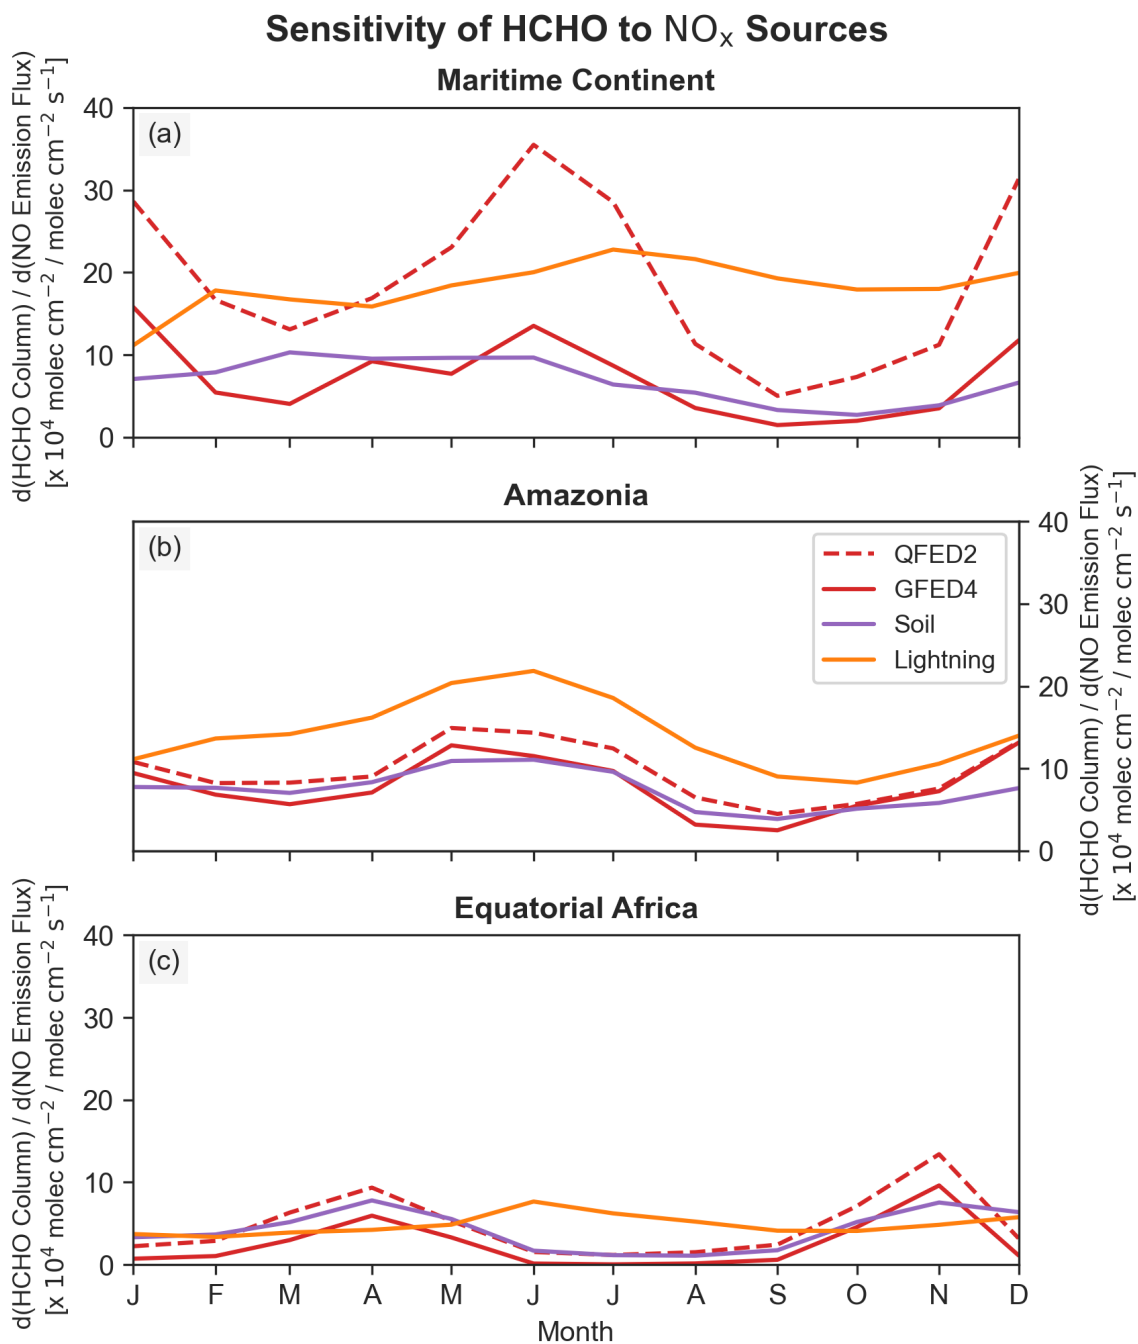 Sensitivity of HCHO to NOₓ Sources
Maritime Continent
d(HCHO Column) / d(NO Emission Flux)
[x 10⁴ molec cm⁻² / molec cm⁻² s⁻¹]
(a)
40
30
20
10
0
Amazonia
(b)
QFED2
GFED4
Soil
Lightning
40
30
20
10
0
d(HCHO Column) / d(NO Emission Flux)
[x 10⁴ molec cm⁻² / molec cm⁻² s⁻¹]
Equatorial Africa
d(HCHO Column) / d(NO Emission Flux)
[x 10⁴ molec cm⁻² / molec cm⁻² s⁻¹]
(c)
40
30
20
10
0
J F M A M J J A S O N D
Month